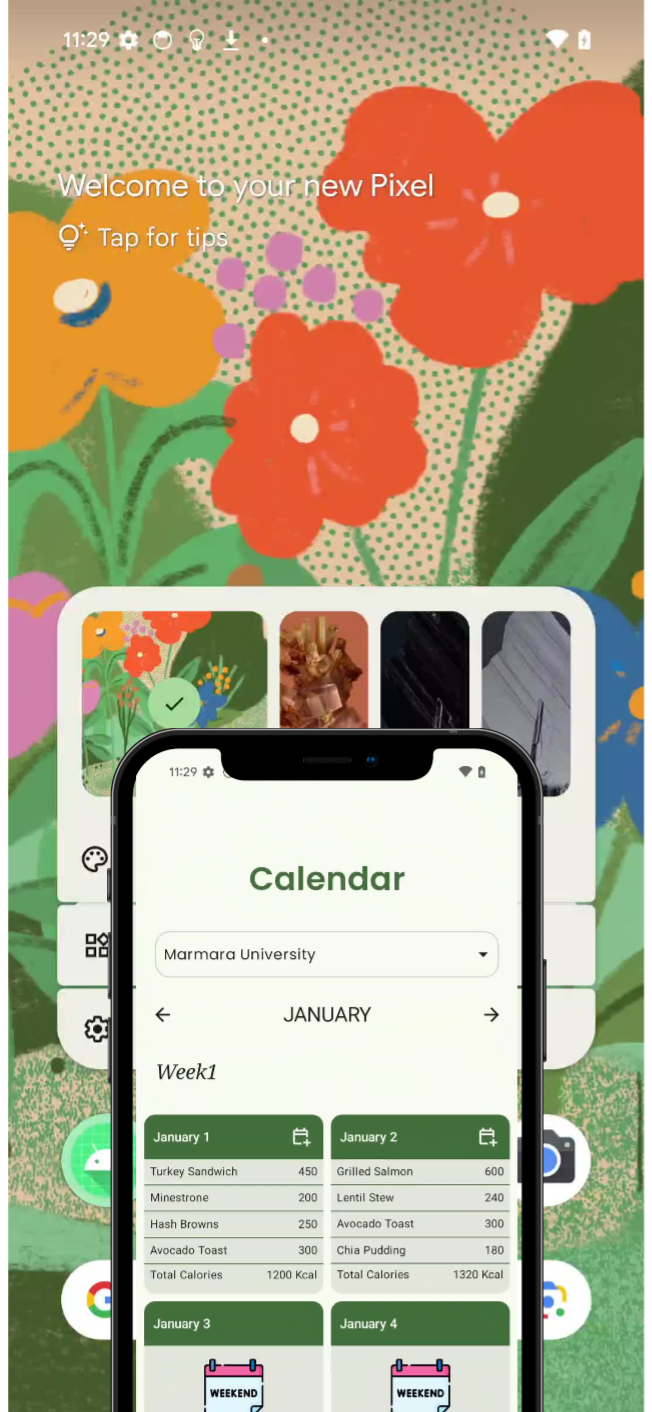 11:29
Welcome to your new Pixel
Tap for tips
11:29
Calendar
Marmara University
JANUARY
Week1
January 1
Turkey Sandwich 450
Minestrone 200
Hash Browns 250
Avocado Toast 300
Total Calories 1200 Kcal
January 2
Grilled Salmon 600
Lentil Stew 240
Avocado Toast 300
Chia Pudding 180
Total Calories 1320 Kcal
January 3
WEEKEND
January 4
WEEKEND